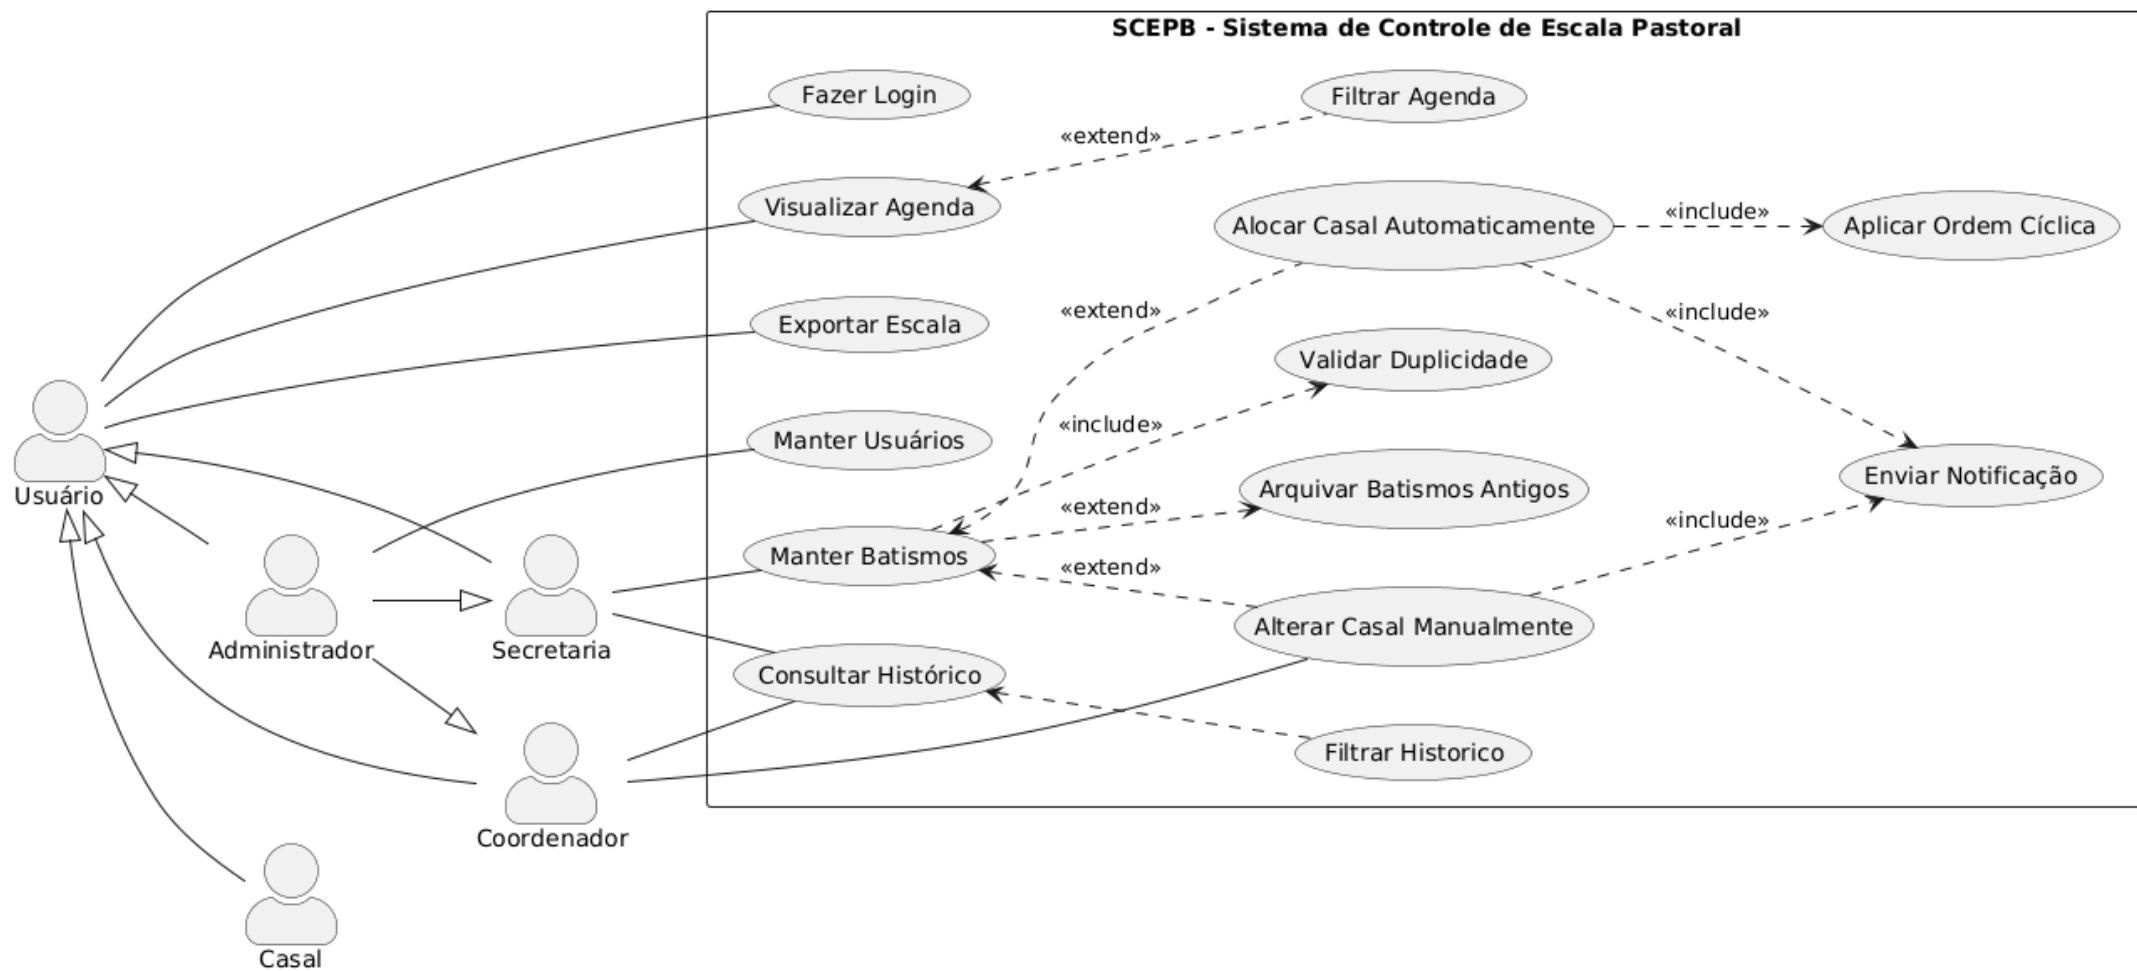 SCEPB - Sistema de Controle de Escala Pastoral
Fazer Login
Filtrar Agenda
«extend»
Visualizar Agenda
Alocar Casal Automaticamente
«include»
Aplicar Ordem Cíclica
«extend»
«include»
Exportar Escala
Validar Duplicidade
«include»
Manter Usuários
Usuário
Arquivar Batismos Antigos
Enviar Notificação
«extend»
«include»
Manter Batismos
«extend»
Alterar Casal Manualmente
Administrador
Secretaria
Consultar Histórico
Filtrar Historico
Coordenador
Casal